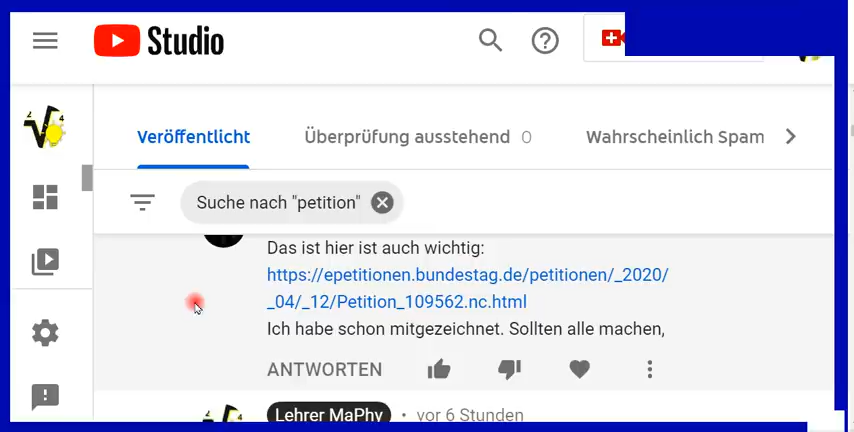 Studio
Veröffentlicht
Überprüfung ausstehend 0
Wahrscheinlich Spam
Suche nach "petition"
Das ist hier ist auch wichtig:
https://epetitionen.bundestag.de/petitionen/_2020/
_04/_12/Petition_109562.nc.html
Ich habe schon mitgezeichnet. Sollten alle machen,
ANTWORTEN
Lehrer MaPhy • vor 6 Stunden